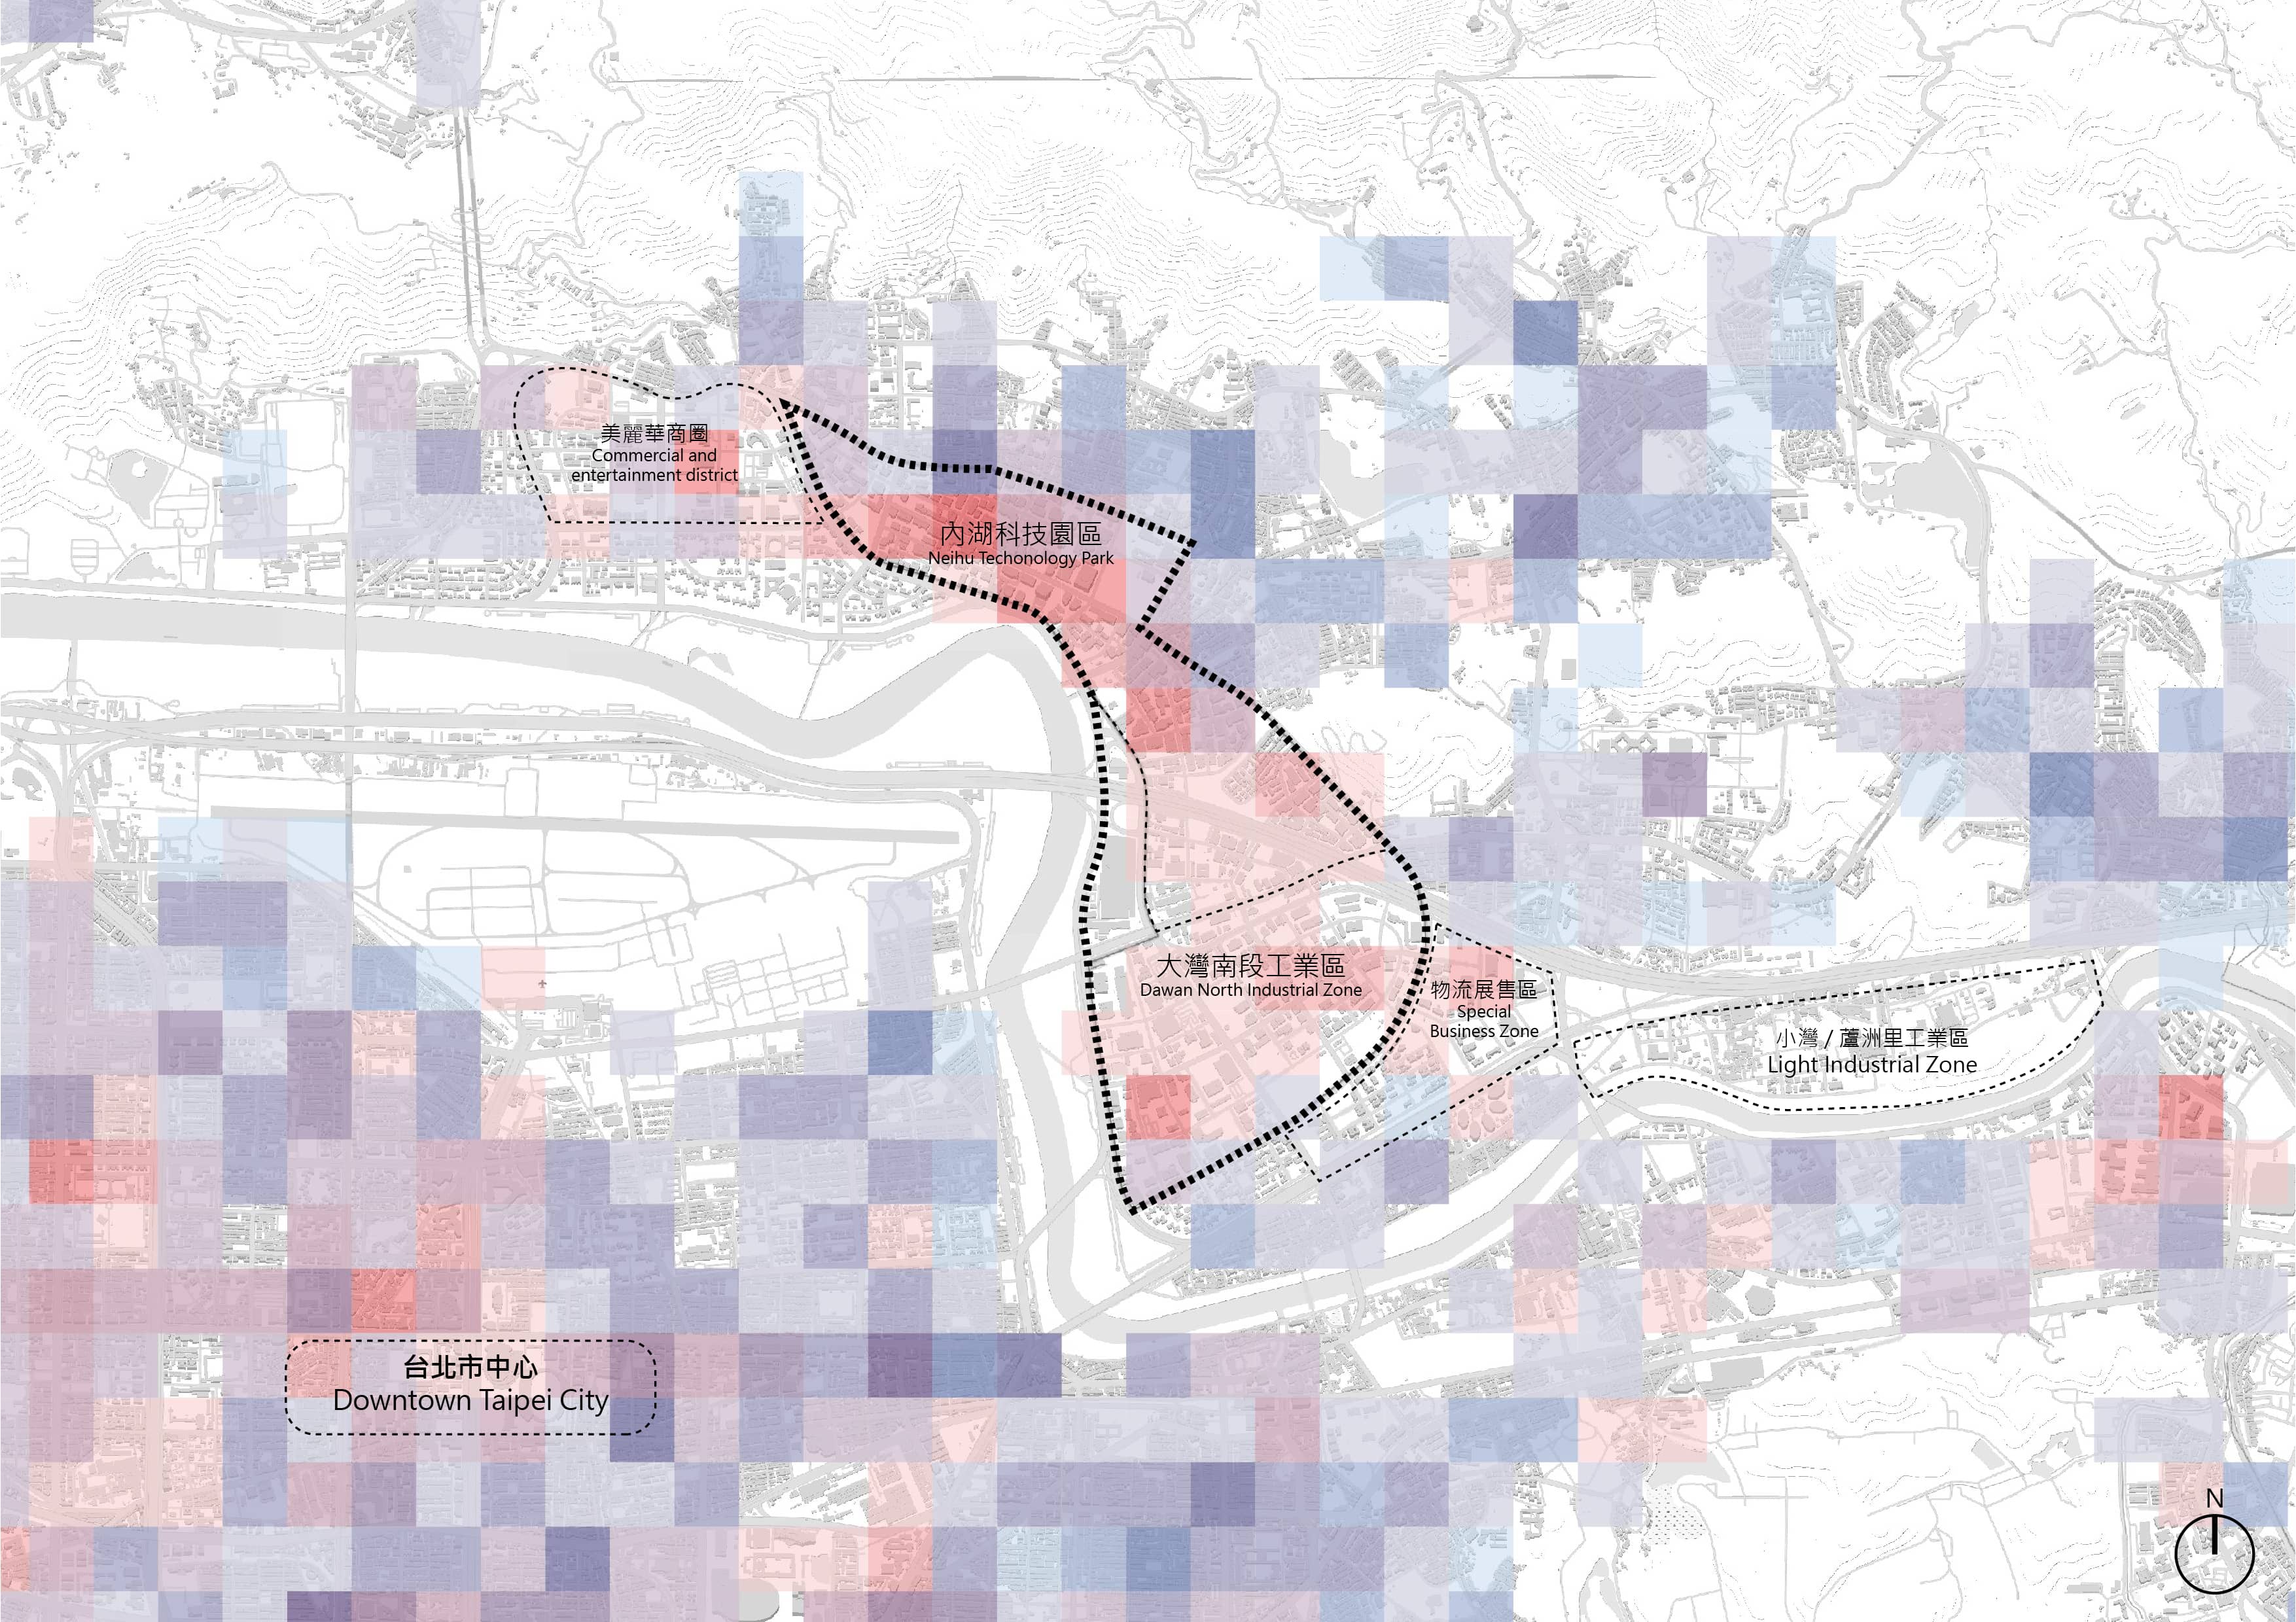 美麗華商圈
Commercial and
entertainment district
內湖科技園區
Neihu Techonology Park
大灣南段工業區
Dawan North Industrial Zone
物流展售區
Special
Business Zone
小灣 / 蘆洲里工業區
Light Industrial Zone
台北市中心
Downtown Taipei City
N